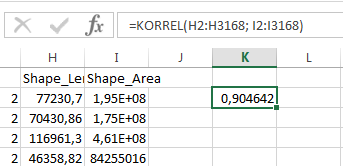 fx =KORREL(H2:H3168; I2:I3168)
H I J K L
Shape_Le Shape_Area
2 77230,7 1,95E+08 0,904642
2 70430,86 1,75E+08
2 116961,3 4,61E+08
2 46358,82 84255016